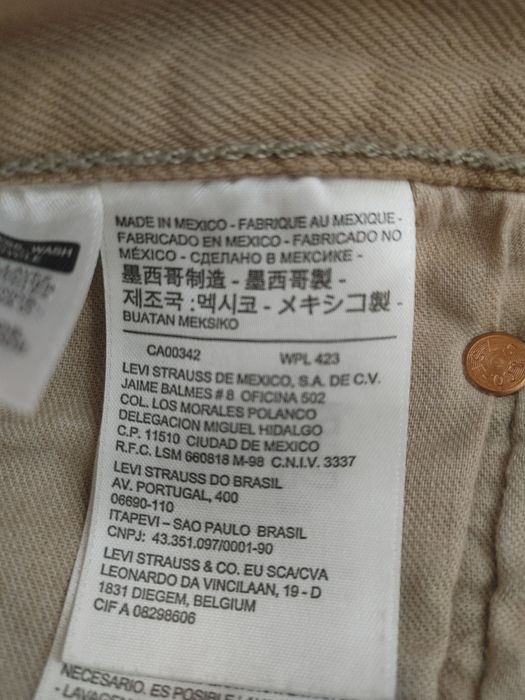 MADE IN MEXICO - FABRIQUE AU MEXIQUE -
FABRICADO EN MEXICO - FABRICADO NO
MÉXICO - СДЕЛАНО В МЕКСИКЕ -
墨西哥制造 - 墨西哥製 -
제조국 :멕시코 - メキシコ製 -
BUATAN MEKSIKO
CA00342 WPL 423
LEVI STRAUSS DE MEXICO, S.A. DE C.V.
JAIME BALMES # 8 OFICINA 502
COL. LOS MORALES POLANCO
DELEGACION MIGUEL HIDALGO
C.P. 11510 CIUDAD DE MEXICO
R.F.C. LSM 660818 M-98 C.N.I.V. 3337
LEVI STRAUSS DO BRASIL
AV. PORTUGAL, 400
06690-110
ITAPEVI – SAO PAULO BRASIL
CNPJ: 43.351.097/0001-90
LEVI STRAUSS & CO. EU SCA/CVA
LEONARDO DA VINCILAAN, 19 - D
1831 DIEGEM, BELGIUM
CIF A 08298606
NECESARIO. ES POSIBLE
WASH